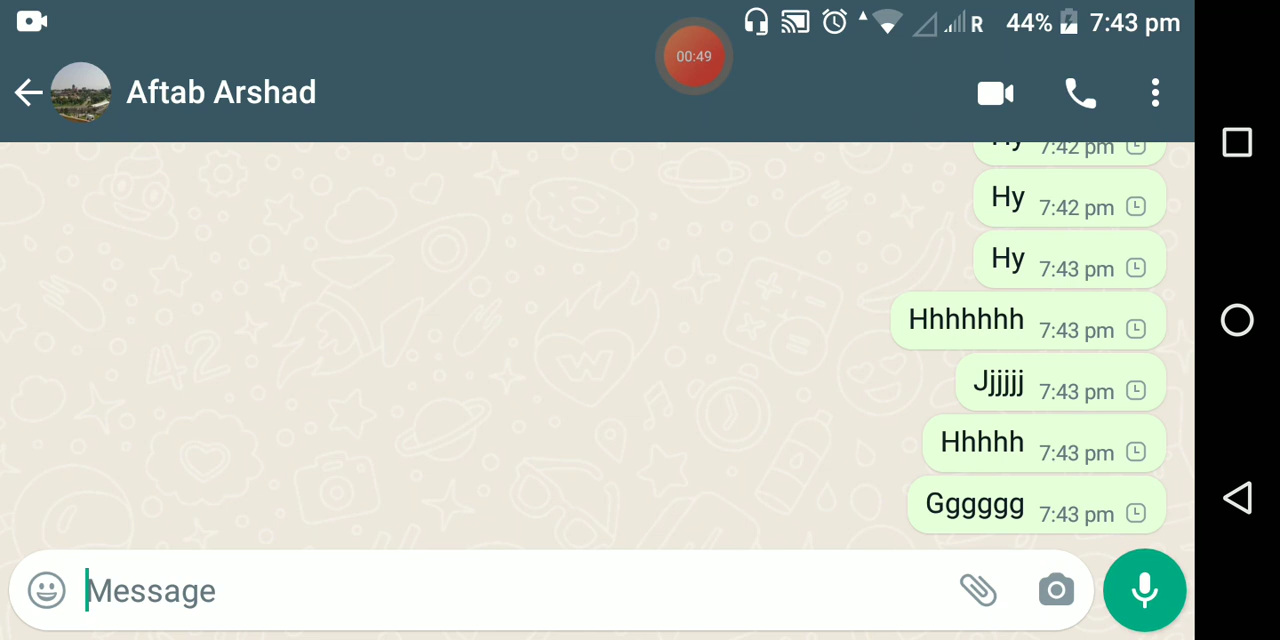 00:49
R 44% 7:43 pm
Aftab Arshad
Hy 7:42 pm
Hy 7:42 pm
Hy 7:43 pm
Hhhhhhh 7:43 pm
Jjjjjj 7:43 pm
Hhhhh 7:43 pm
Gggggg 7:43 pm
Message